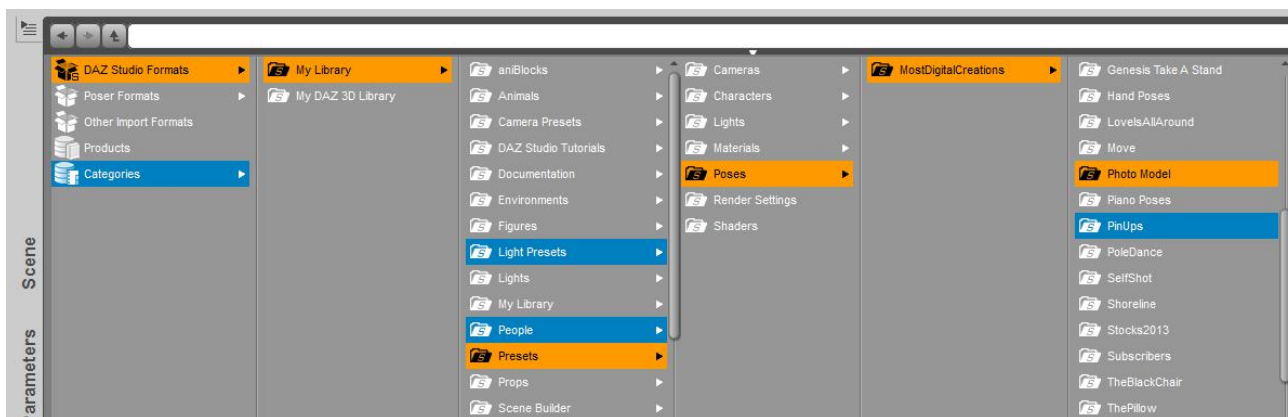 Scene
Parameters
DAZ Studio Formats
Poser Formats
Other Import Formats
Products
Categories
My Library
My DAZ 3D Library
aniBlocks
Animals
Camera Presets
DAZ Studio Tutorials
Documentation
Environments
Figures
Light Presets
Lights
My Library
People
Presets
Props
Scene Builder
Cameras
Characters
Lights
Materials
Poses
Render Settings
Shaders
MostDigitalCreations
Genesis Take A Stand
Hand Poses
LoveIsAllAround
Move
Photo Model
Piano Poses
PinUps
PoleDance
SelfShot
Shoreline
Stocks2013
Subscribers
TheBlackChair
ThePillow